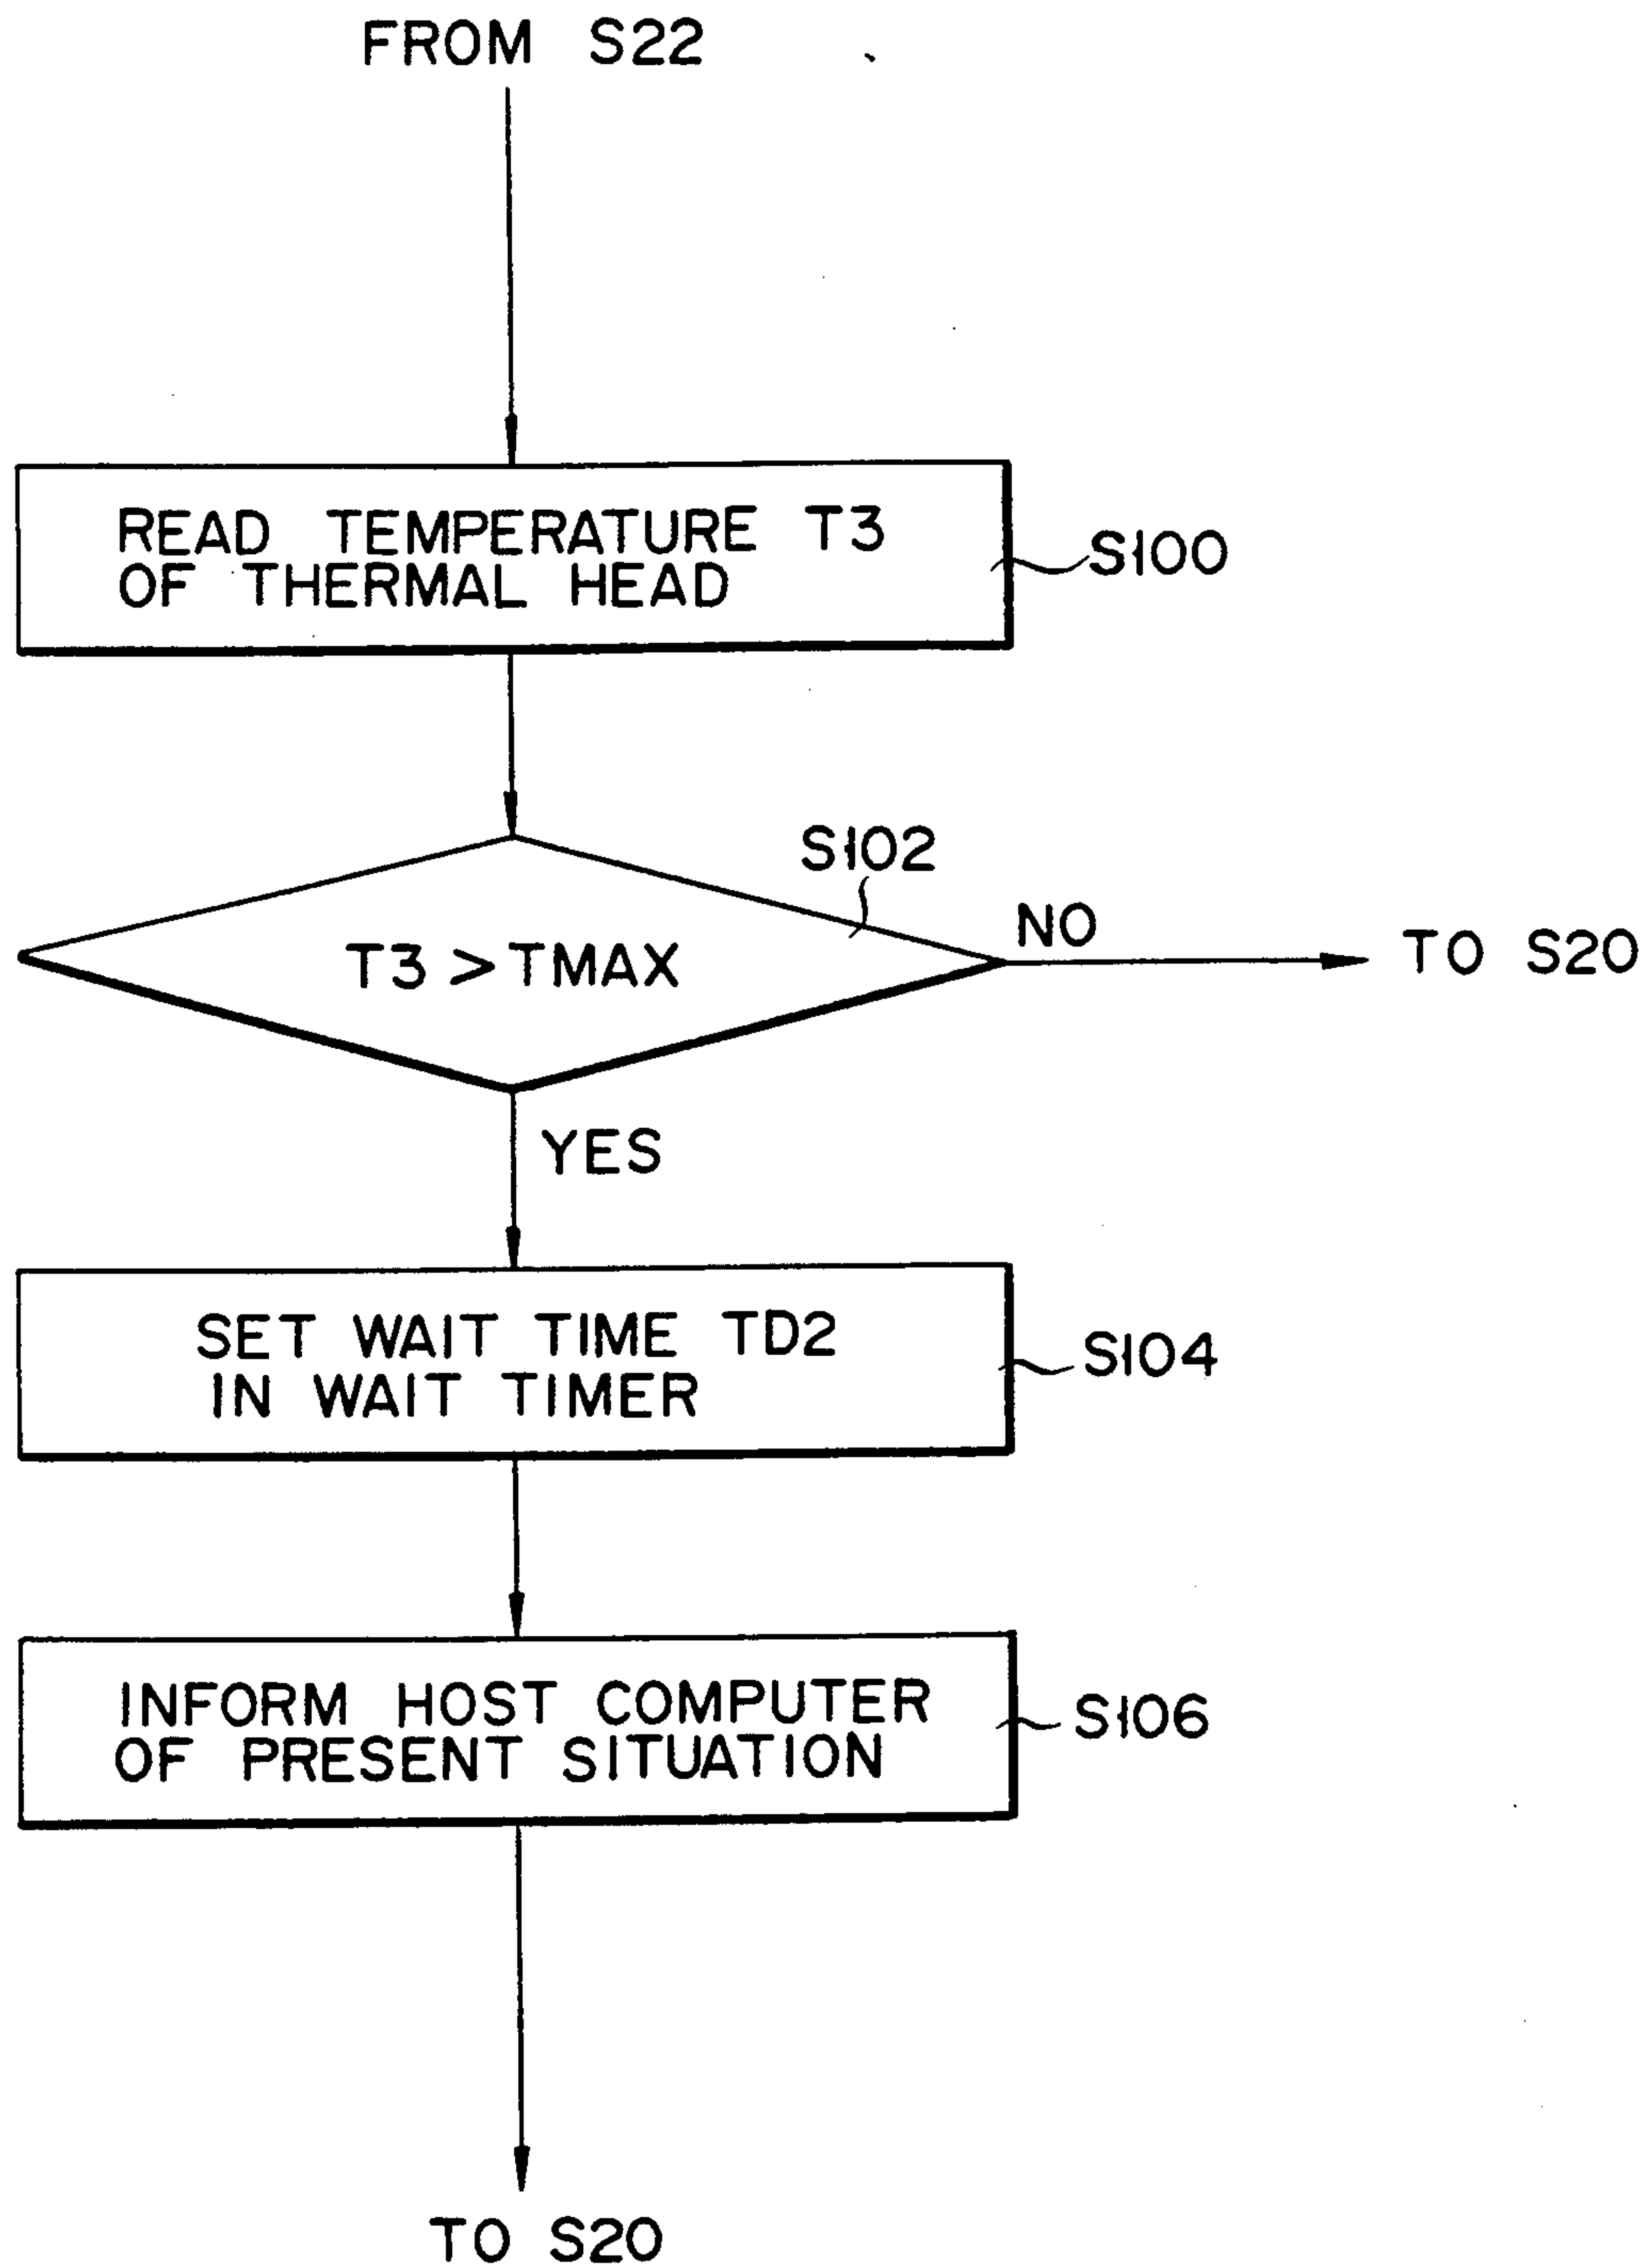 FROM S22
READ TEMPERATURE T3
OF THERMAL HEAD
S100
S102
T3 > TMAX
NO
TO S20
YES
SET WAIT TIME TD2
IN WAIT TIMER
S104
INFORM HOST COMPUTER
OF PRESENT SITUATION
S106
TO S20